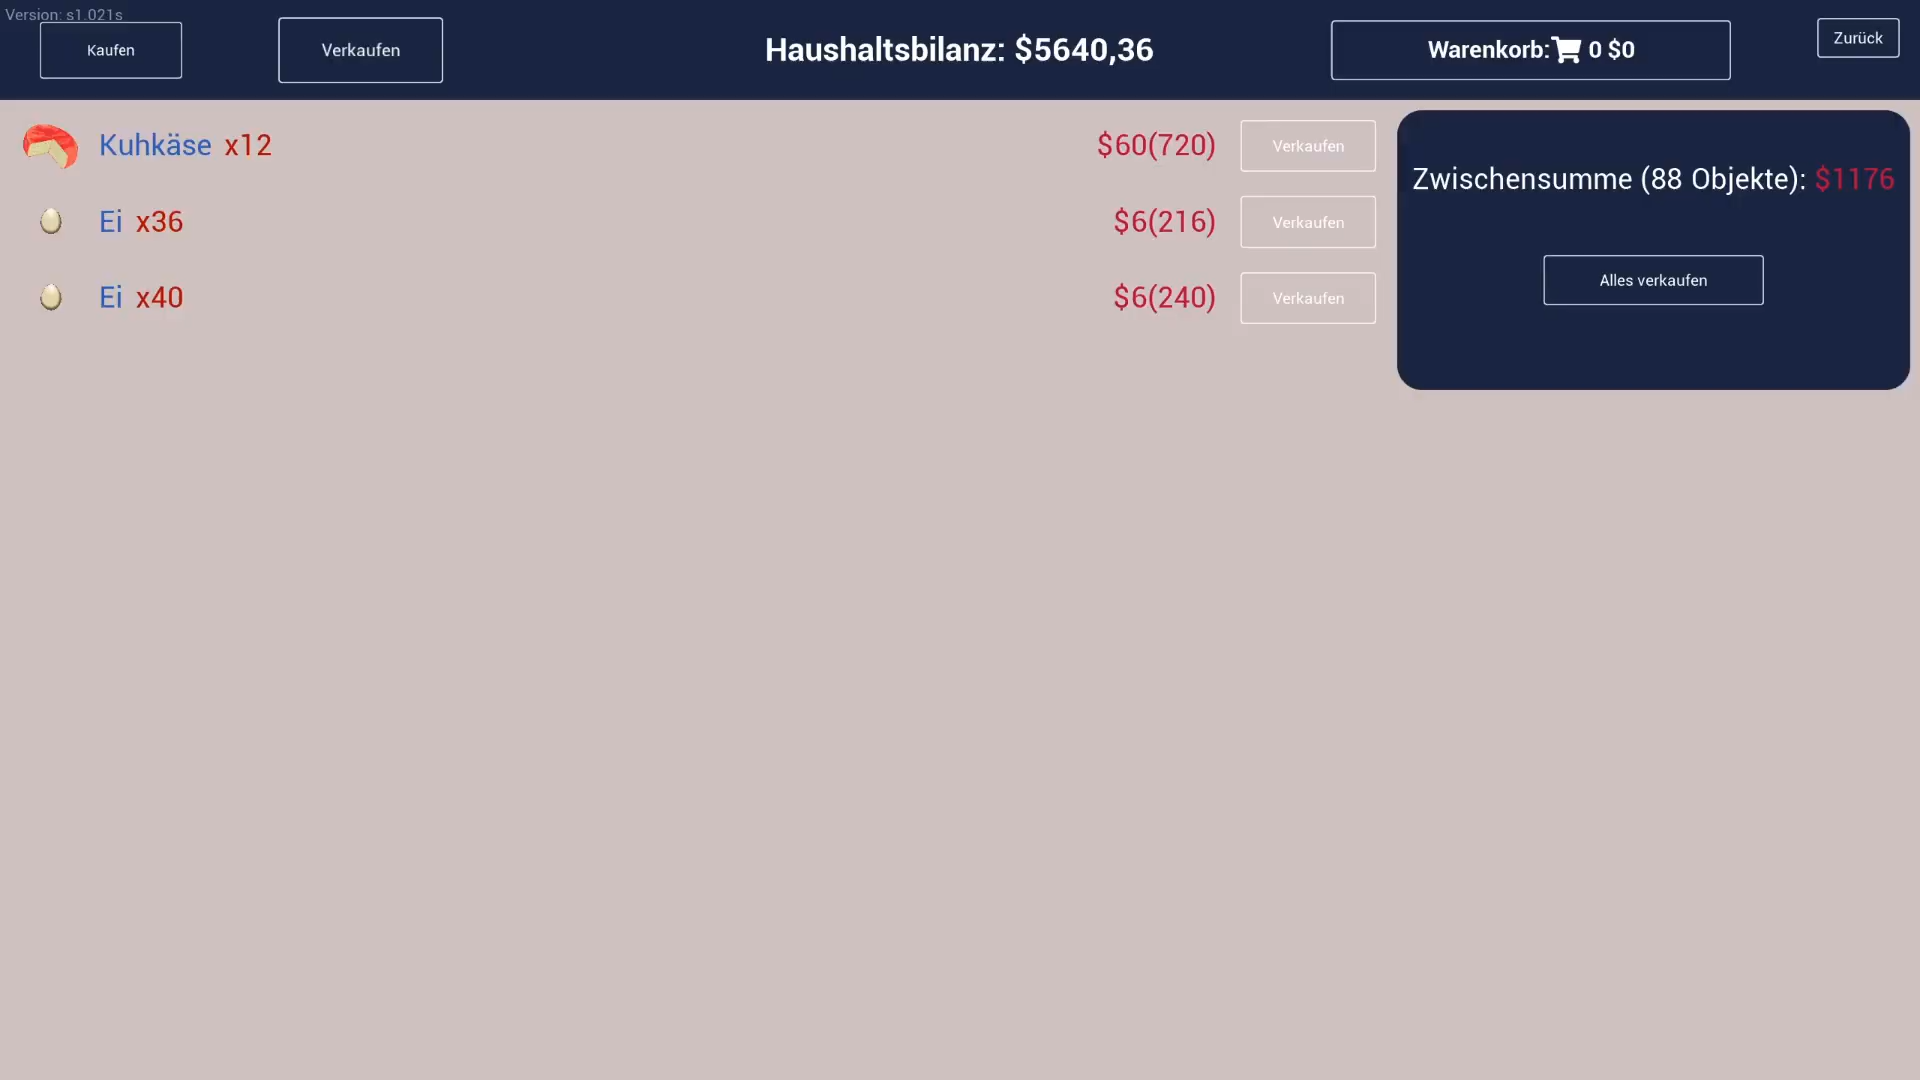 Version: s1.021s
Kaufen
Verkaufen
Haushaltsbilanz: $5640,36
Warenkorb: 0 $0
Zurück
Kuhkäse x12 $60(720) Verkaufen
Ei x36 $6(216) Verkaufen
Ei x40 $6(240) Verkaufen
Zwischensumme (88 Objekte): $1176
Alles verkaufen